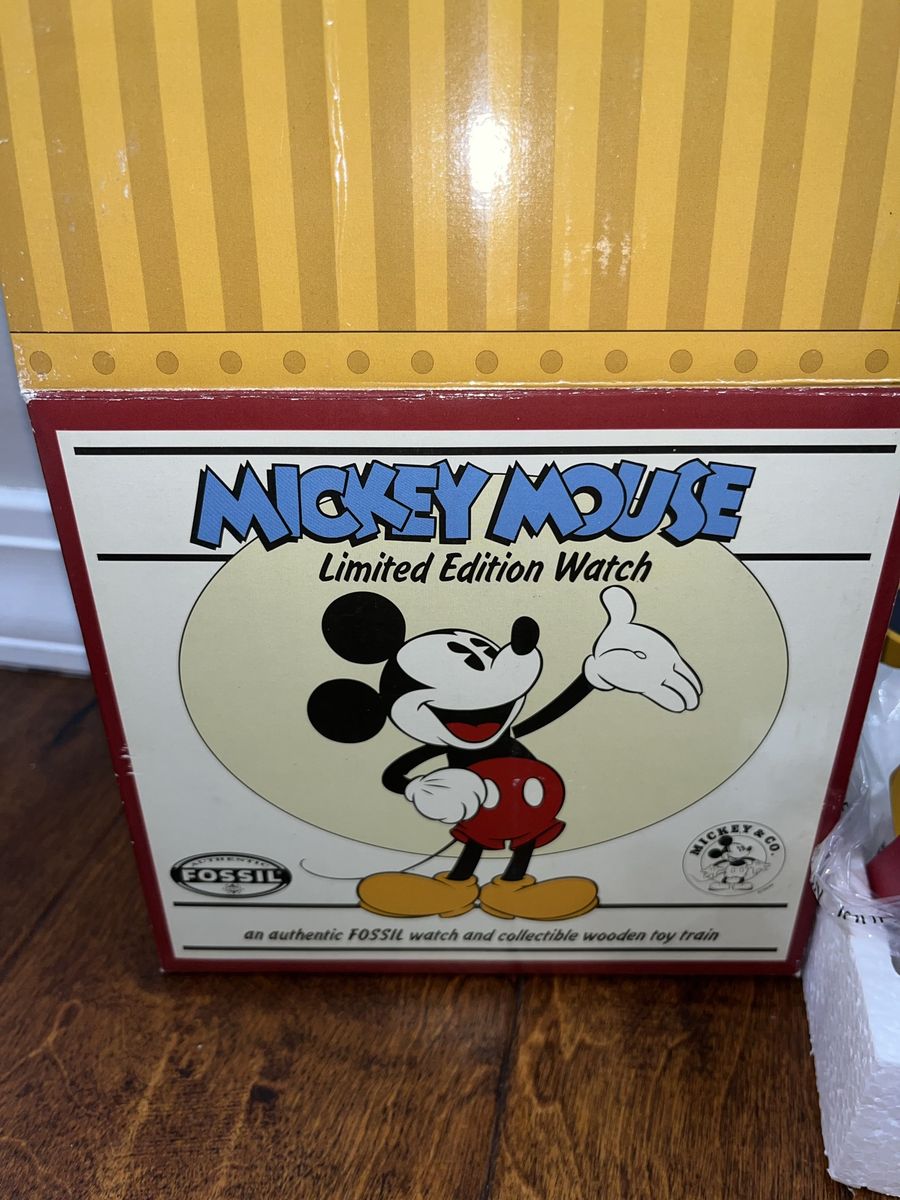 MICKEY MOUSE
Limited Edition Watch
MICKEY & CO.
AUTHENTIC
FOSSIL
an authentic FOSSIL watch and collectible wooden toy train